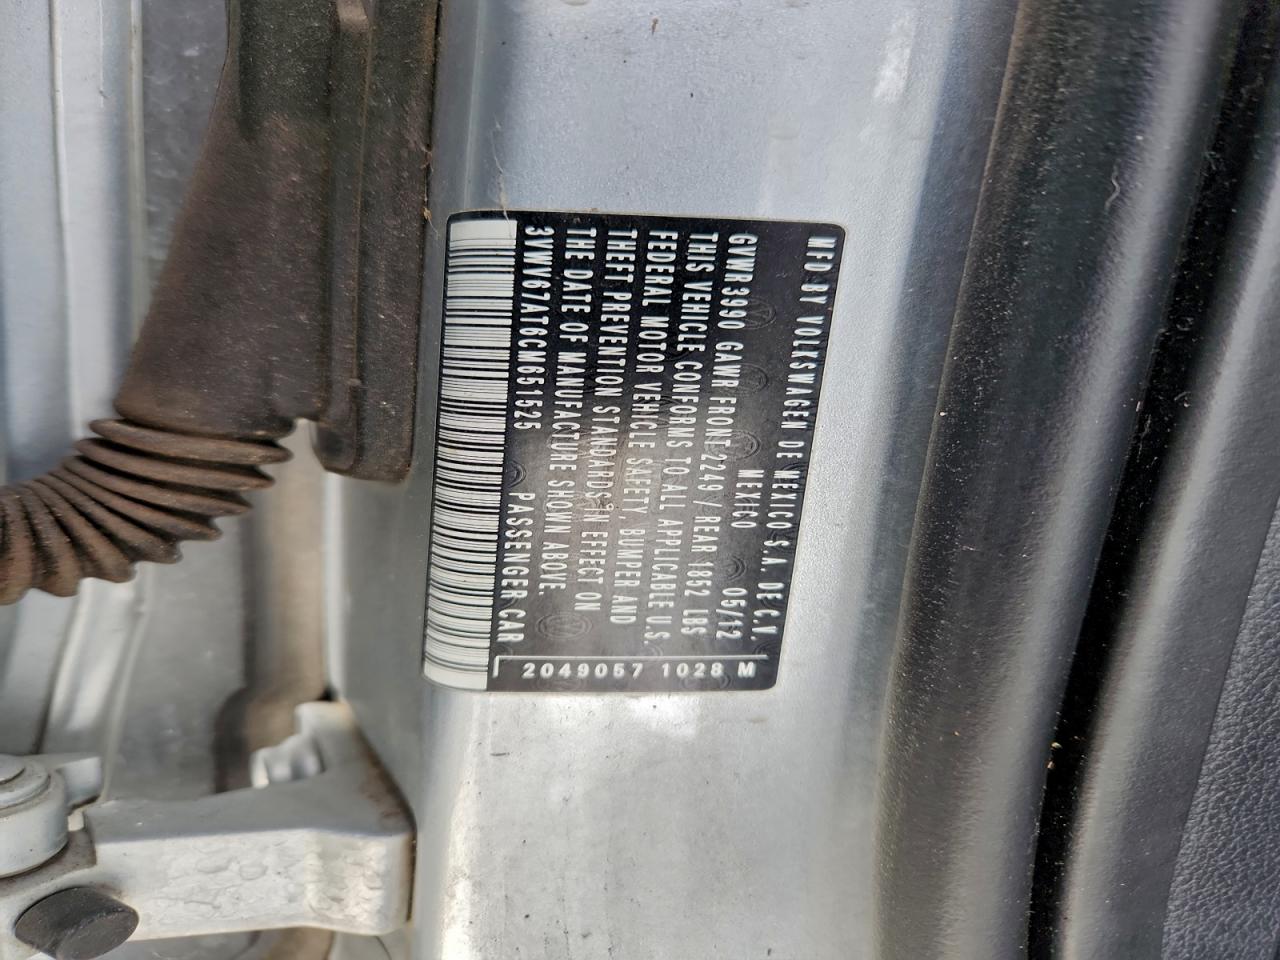 MFD BY VOLKSWAGEN DE MEXICO S.A. DE C.V.
MEXICO 05/12
GVWR 3990 GAWR FRONT 2249 / REAR 1852 LBS
THIS VEHICLE CONFORMS TO ALL APPLICABLE U.S.
FEDERAL MOTOR VEHICLE SAFETY, BUMPER AND
THEFT PREVENTION STANDARDS IN EFFECT ON
THE DATE OF MANUFACTURE SHOWN ABOVE.
3VWVY67AT6CM651525 PASSENGER CAR
2049057 1028 M